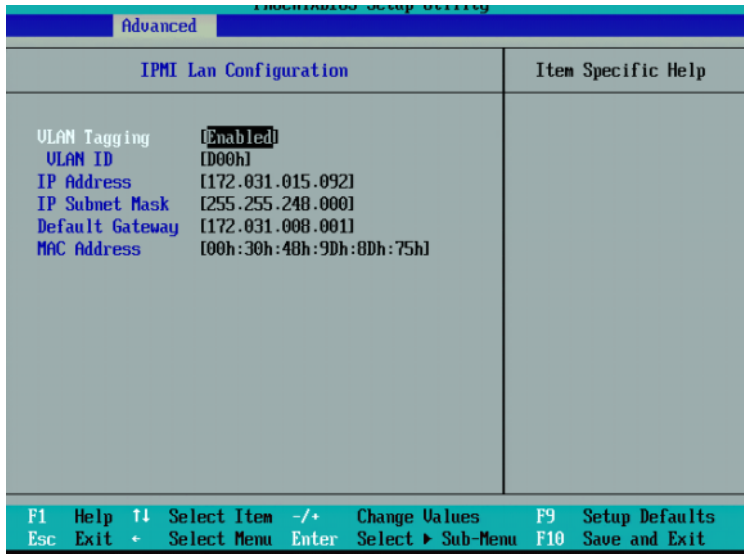 PhoenixBIOS Setup Utility
Advanced
IPMI Lan Configuration
Item Specific Help
VLAN Tagging [Enabled]
VLAN ID [D00h]
IP Address [172.031.015.092]
IP Subnet Mask [255.255.248.000]
Default Gateway [172.031.008.001]
MAC Address [00h:30h:48h:9Dh:8Dh:75h]
F1 Help ↑↓ Select Item -/+ Change Values F9 Setup Defaults
Esc Exit ← Select Menu Enter Select ▶ Sub-Menu F10 Save and Exit